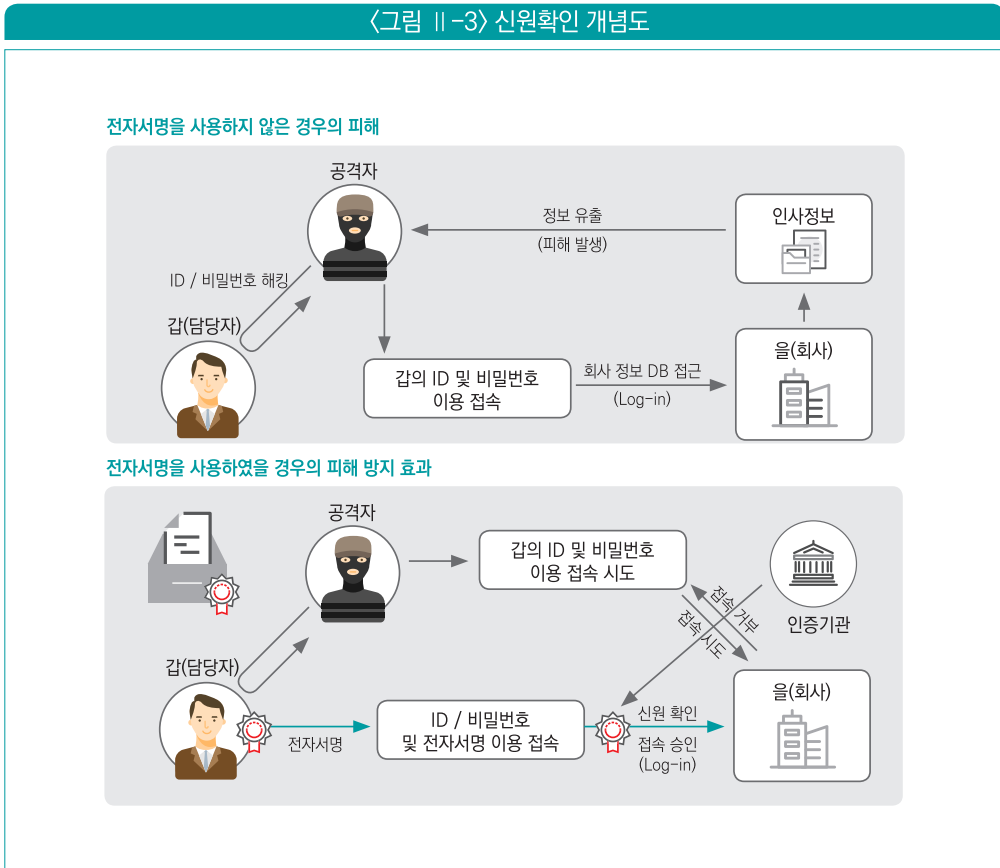 〈그림 Ⅱ-3〉 신원확인 개념도
전자서명을 사용하지 않은 경우의 피해
공격자
정보 유출
(피해 발생)
인사정보
ID / 비밀번호 해킹
갑(담당자)
갑의 ID 및 비밀번호
이용 접속
회사 정보 DB 접근
(Log-in)
을(회사)
전자서명을 사용하였을 경우의 피해 방지 효과
공격자
갑의 ID 및 비밀번호
이용 접속 시도
인증기관
접속 거부
접속 시도
갑(담당자)
전자서명
ID / 비밀번호
및 전자서명 이용 접속
신원 확인
접속 승인
(Log-in)
을(회사)